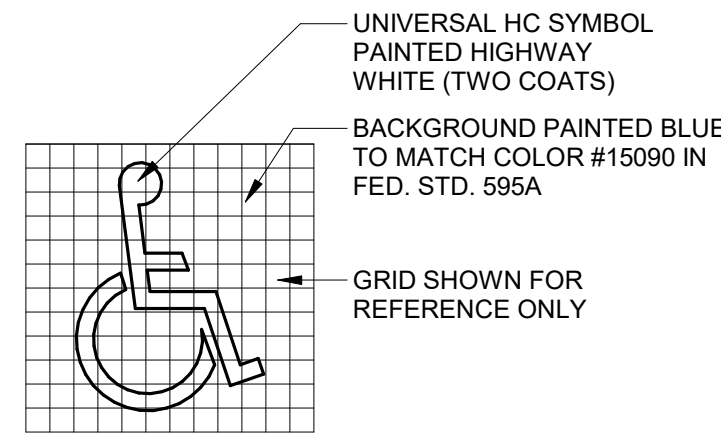 UNIVERSAL HC SYMBOL
PAINTED HIGHWAY
WHITE (TWO COATS)
BACKGROUND PAINTED BLUE
TO MATCH COLOR #15090 IN
FED. STD. 595A
GRID SHOWN FOR
REFERENCE ONLY